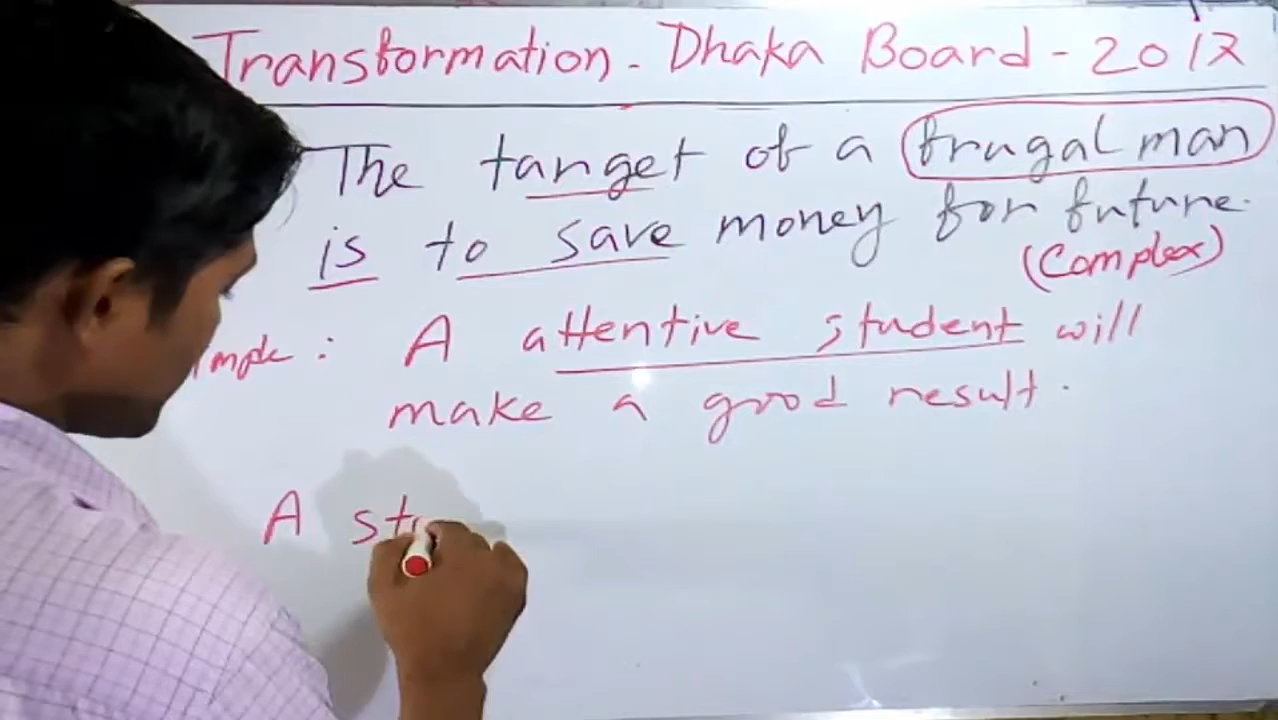 Transformation - Dhaka Board - 2017
The target of a frugal man
is to save money for future.
(Complex)
mple : A attentive student will
make a good result.
A st